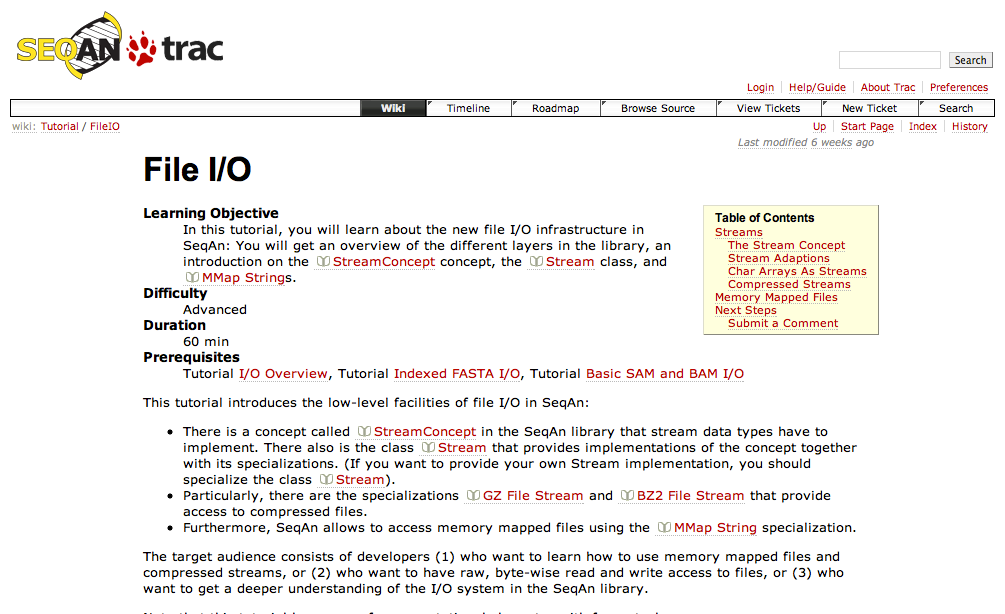 SEQAN trac
Search
Login Help/Guide About Trac Preferences
Wiki Timeline Roadmap Browse Source View Tickets New Ticket Search
wiki: Tutorial / FileIO
Up Start Page Index History
Last modified 6 weeks ago
File I/O
Learning Objective
In this tutorial, you will learn about the new file I/O infrastructure in
SeqAn: You will get an overview of the different layers in the library, an
introduction on the StreamConcept concept, the Stream class, and
MMap Strings.
Difficulty
Advanced
Duration
60 min
Prerequisites
Tutorial I/O Overview, Tutorial Indexed FASTA I/O, Tutorial Basic SAM and BAM I/O
Table of Contents
Streams
The Stream Concept
Stream Adaptions
Char Arrays As Streams
Compressed Streams
Memory Mapped Files
Next Steps
Submit a Comment
This tutorial introduces the low-level facilities of file I/O in SeqAn:
• There is a concept called StreamConcept in the SeqAn library that stream data types have to
implement. There also is the class Stream that provides implementations of the concept together
with its specializations. (If you want to provide your own Stream implementation, you should
specialize the class Stream).
• Particularly, there are the specializations GZ File Stream and BZ2 File Stream that provide
access to compressed files.
• Furthermore, SeqAn allows to access memory mapped files using the MMap String specialization.
The target audience consists of developers (1) who want to learn how to use memory mapped files and
compressed streams, or (2) who want to have raw, byte-wise read and write access to files, or (3) who
want to get a deeper understanding of the I/O system in the SeqAn library.